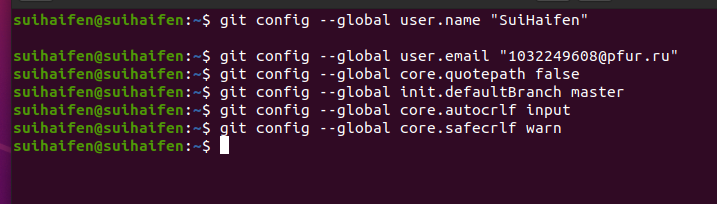 suihaifen@suihaifen:~$ git config --global user.name "SuiHaifen"
suihaifen@suihaifen:~$ git config --global user.email "1032249608@pfur.ru"
suihaifen@suihaifen:~$ git config --global core.quotepath false
suihaifen@suihaifen:~$ git config --global init.defaultBranch master
suihaifen@suihaifen:~$ git config --global core.autocrlf input
suihaifen@suihaifen:~$ git config --global core.safecrlf warn
suihaifen@suihaifen:~$